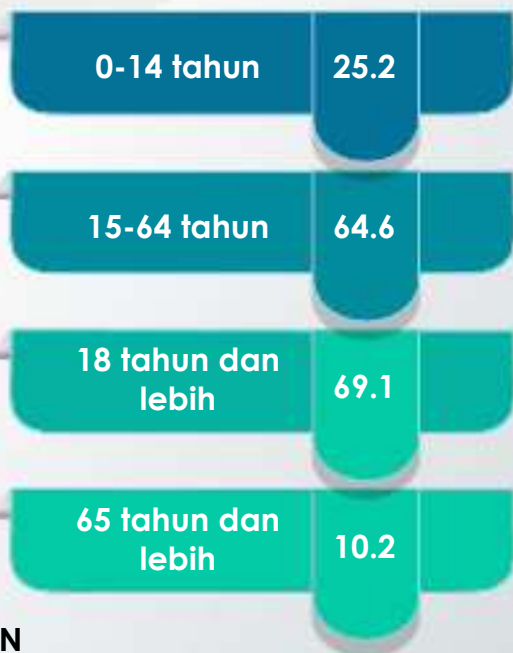 0-14 tahun 25.2
15-64 tahun 64.6
18 tahun dan
lebih
69.1
65 tahun dan
lebih
10.2
N